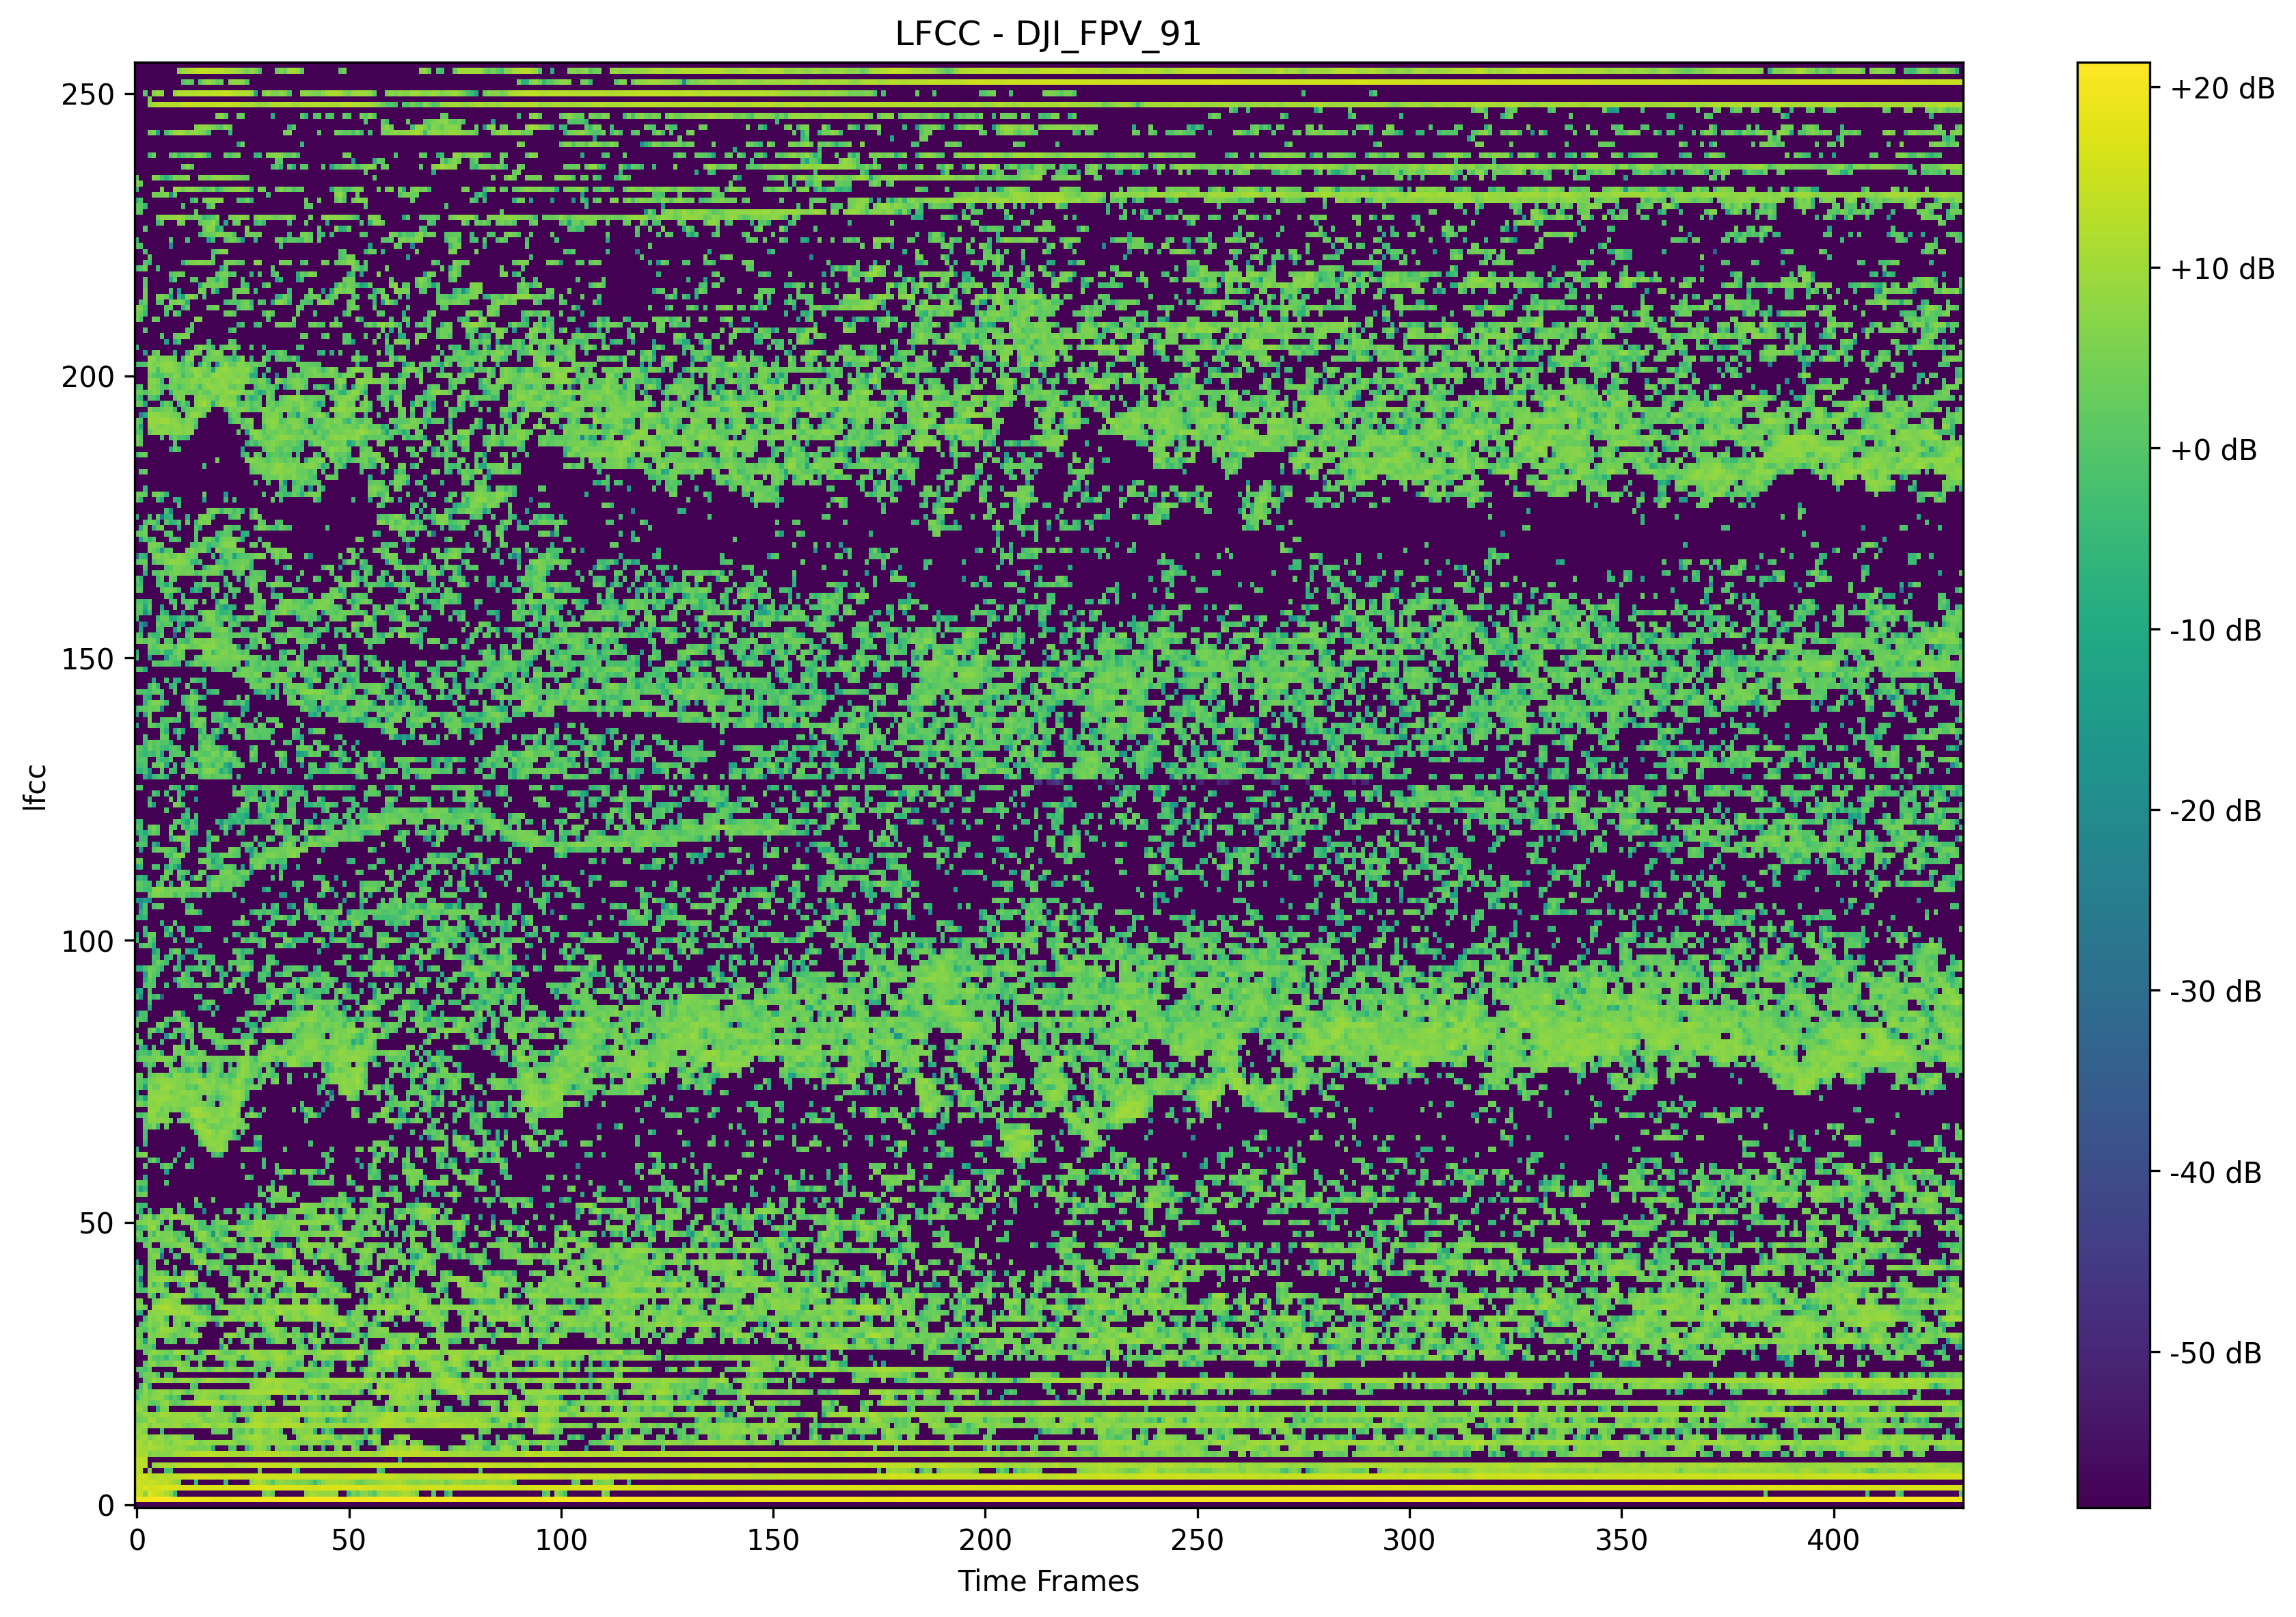 LFCC - DJI_FPV_91
250
200
150
100
50
0
lfcc
0 50 100 150 200 250 300 350 400
Time Frames
+20 dB
+10 dB
+0 dB
-10 dB
-20 dB
-30 dB
-40 dB
-50 dB